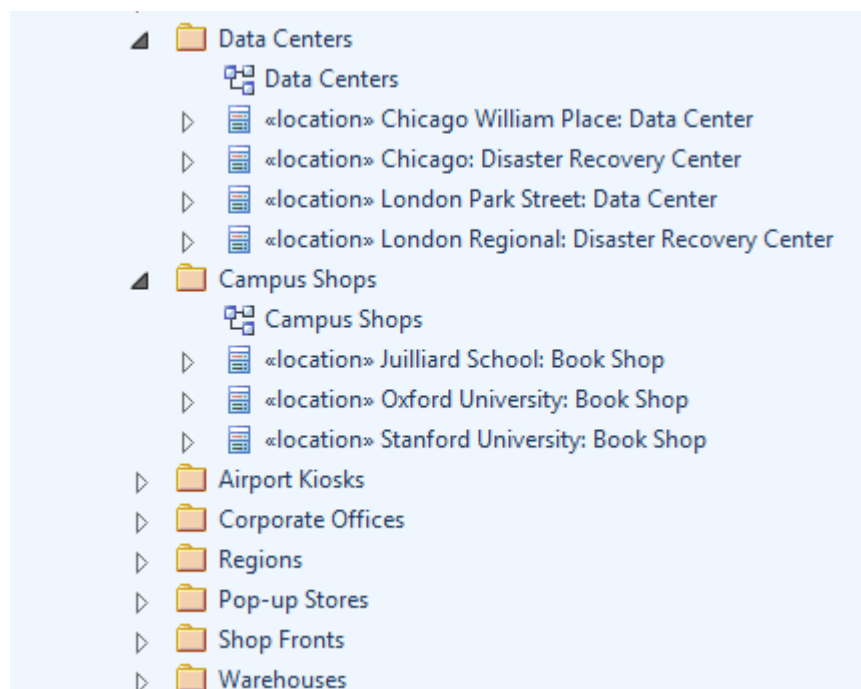 Data Centers
Data Centers
«location» Chicago William Place: Data Center
«location» Chicago: Disaster Recovery Center
«location» London Park Street: Data Center
«location» London Regional: Disaster Recovery Center
Campus Shops
Campus Shops
«location» Juilliard School: Book Shop
«location» Oxford University: Book Shop
«location» Stanford University: Book Shop
Airport Kiosks
Corporate Offices
Regions
Pop-up Stores
Shop Fronts
Warehouses